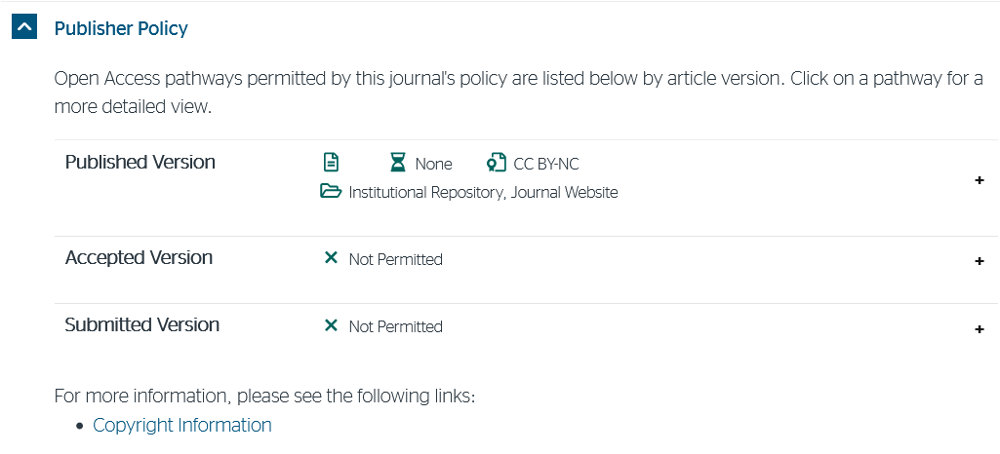 Publisher Policy
Open Access pathways permitted by this journal's policy are listed below by article version. Click on a pathway for a
more detailed view.
Published Version
None
CC BY-NC
Institutional Repository, Journal Website
+
Accepted Version
Not Permitted
+
Submitted Version
Not Permitted
+
For more information, please see the following links:
• Copyright Information